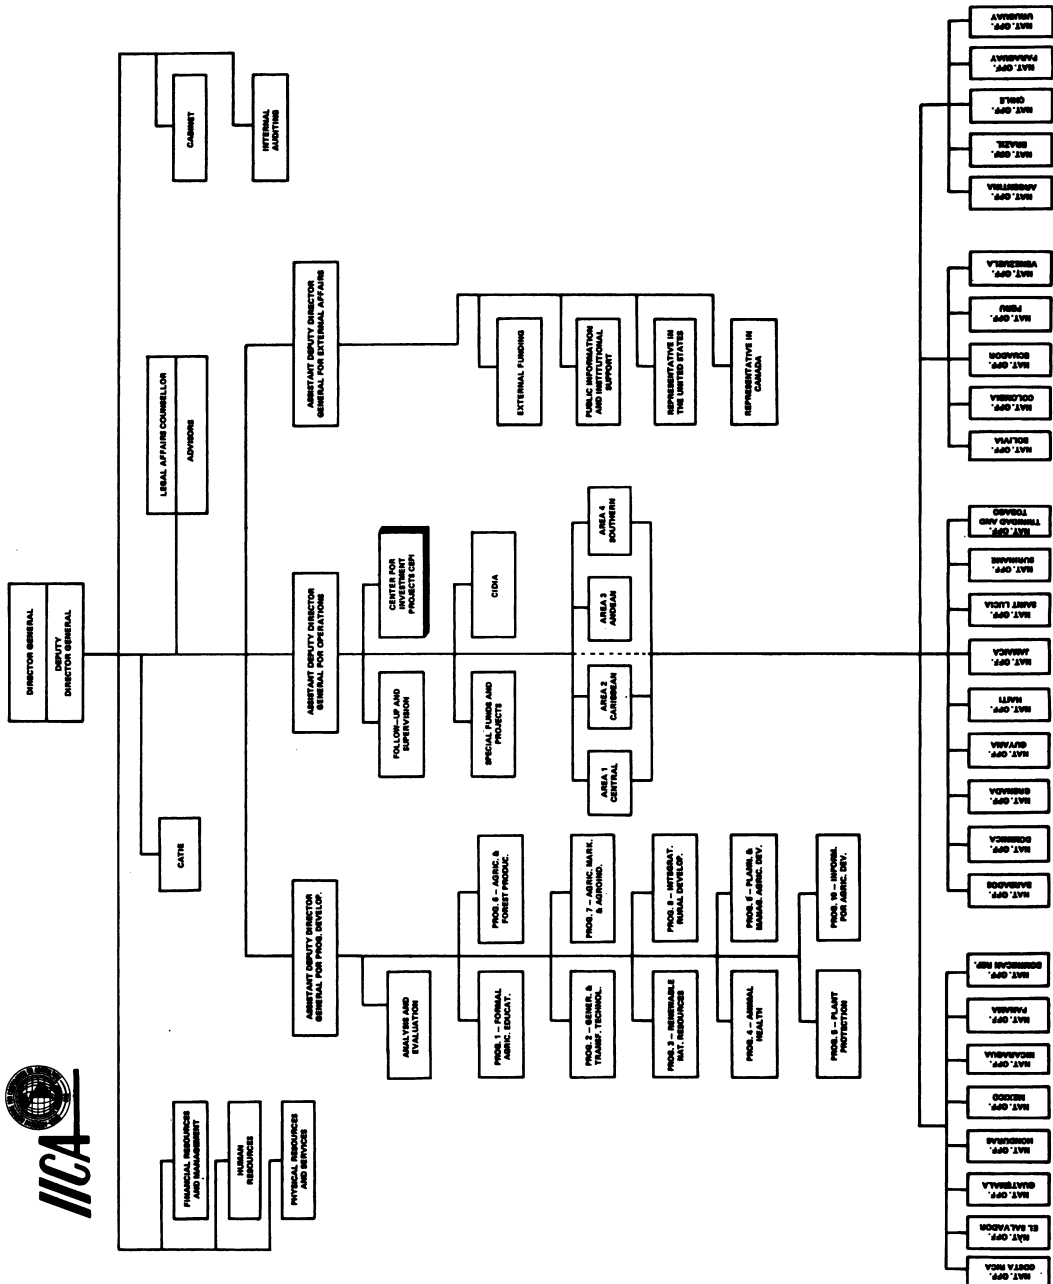 IICA
DIRECTOR GENERAL
DEPUTY
DIRECTOR GENERAL
CATIE
LEGAL AFFAIRS COUNSELLOR
ADVISORS
FINANCIAL RESOURCES
AND MANAGEMENT
HUMAN
RESOURCES
PHYSICAL RESOURCES
AND SERVICES
CABINET
INTERNAL
AUDITING
ASSISTANT DEPUTY DIRECTOR
GENERAL FOR PROG. DEVELOP.
ANALYSIS AND
EVALUATION
PROG. 1 – FORMAL
AGRIC. EDUCAT.
PROG. 6 – AGRIC. &
FOREST PRODUC.
PROG. 2 – GENER. &
TRANSF. TECHNOL.
PROG. 7 – AGRIC. MARK.
& AGROIND.
PROG. 3 – RENEWABLE
NAT. RESOURCES
PROG. 8 – INTEGRAT.
RURAL DEVELOP.
PROG. 4 – ANIMAL
HEALTH
PROG. 9 – PLANN. &
MANAG. AGRIC. DEV.
PROG. 5 – PLANT
PROTECTION
PROG. 10 – INFORM.
FOR AGRIC. DEV.
ASSISTANT DEPUTY DIRECTOR
GENERAL FOR OPERATIONS
FOLLOW-UP AND
SUPERVISION
CENTER FOR
INVESTMENT
PROJECTS CEPI
SPECIAL FUNDS AND
PROJECTS
CIDIA
AREA 1
CENTRAL
AREA 2
CARIBBEAN
AREA 3
ANDEAN
AREA 4
SOUTHERN
ASSISTANT DEPUTY DIRECTOR
GENERAL FOR EXTERNAL AFFAIRS
EXTERNAL FUNDING
PUBLIC INFORMATION
AND INSTITUTIONAL
SUPPORT
REPRESENTATIVE IN
THE UNITED STATES
REPRESENTATIVE IN
CANADA
NAT. OFF.
COSTA RICA
NAT. OFF.
EL SALVADOR
NAT. OFF.
GUATEMALA
NAT. OFF.
HONDURAS
NAT. OFF.
MEXICO
NAT. OFF.
NICARAGUA
NAT. OFF.
PANAMA
NAT. OFF.
DOMINICAN REP.
NAT. OFF.
BARBADOS
NAT. OFF.
DOMINICA
NAT. OFF.
GRENADA
NAT. OFF.
GUYANA
NAT. OFF.
HAITI
NAT. OFF.
JAMAICA
NAT. OFF.
SAINT LUCIA
NAT. OFF.
SURINAME
NAT. OFF.
TRINIDAD AND
TOBAGO
NAT. OFF.
BOLIVIA
NAT. OFF.
COLOMBIA
NAT. OFF.
ECUADOR
NAT. OFF.
PERU
NAT. OFF.
VENEZUELA
NAT. OFF.
ARGENTINA
NAT. OFF.
BRAZIL
NAT. OFF.
CHILE
NAT. OFF.
PARAGUAY
NAT. OFF.
URUGUAY